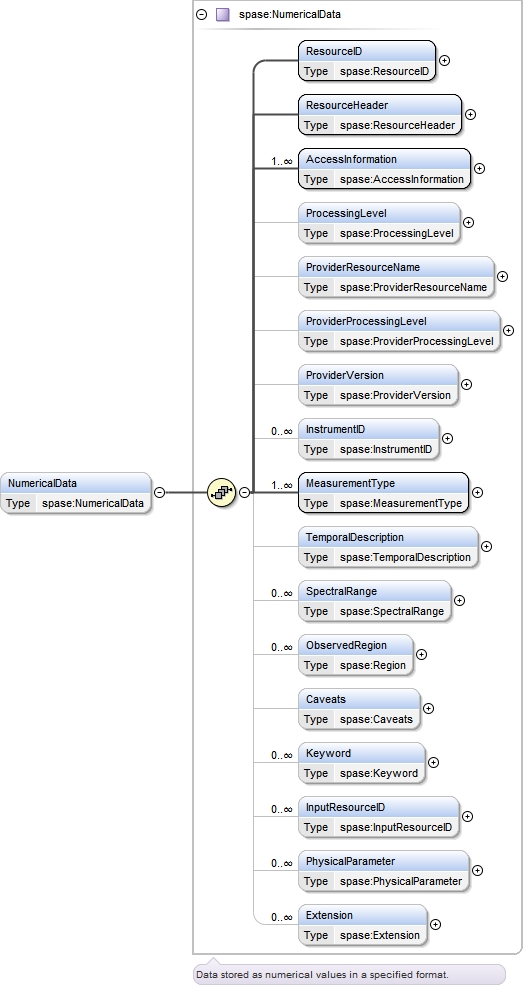 spase:NumericalData
ResourceID
Type spase:ResourceID
ResourceHeader
Type spase:ResourceHeader
1..∞
AccessInformation
Type spase:AccessInformation
ProcessingLevel
Type spase:ProcessingLevel
ProviderResourceName
Type spase:ProviderResourceName
ProviderProcessingLevel
Type spase:ProviderProcessingLevel
ProviderVersion
Type spase:ProviderVersion
0..∞
InstrumentID
Type spase:InstrumentID
NumericalData
Type spase:NumericalData
1..∞
MeasurementType
Type spase:MeasurementType
TemporalDescription
Type spase:TemporalDescription
0..∞
SpectralRange
Type spase:SpectralRange
0..∞
ObservedRegion
Type spase:Region
Caveats
Type spase:Caveats
0..∞
Keyword
Type spase:Keyword
0..∞
InputResourceID
Type spase:InputResourceID
0..∞
PhysicalParameter
Type spase:PhysicalParameter
0..∞
Extension
Type spase:Extension
Data stored as numerical values in a specified format.